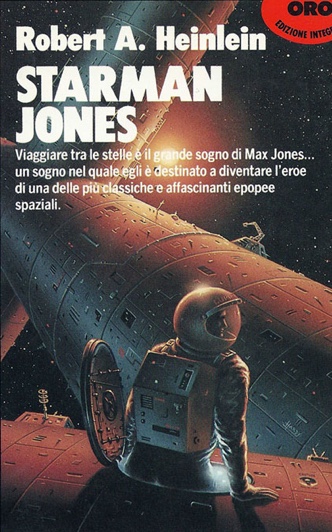 ORO
EDIZIONE INTEG
Robert A. Heinlein
STARMAN
JONES
Viaggiare tra le stelle è il grande sogno di Max Jones...
un sogno nel quale egli è destinato a diventare l'eroe
di una delle più classiche e affascinanti epopee
spaziali.